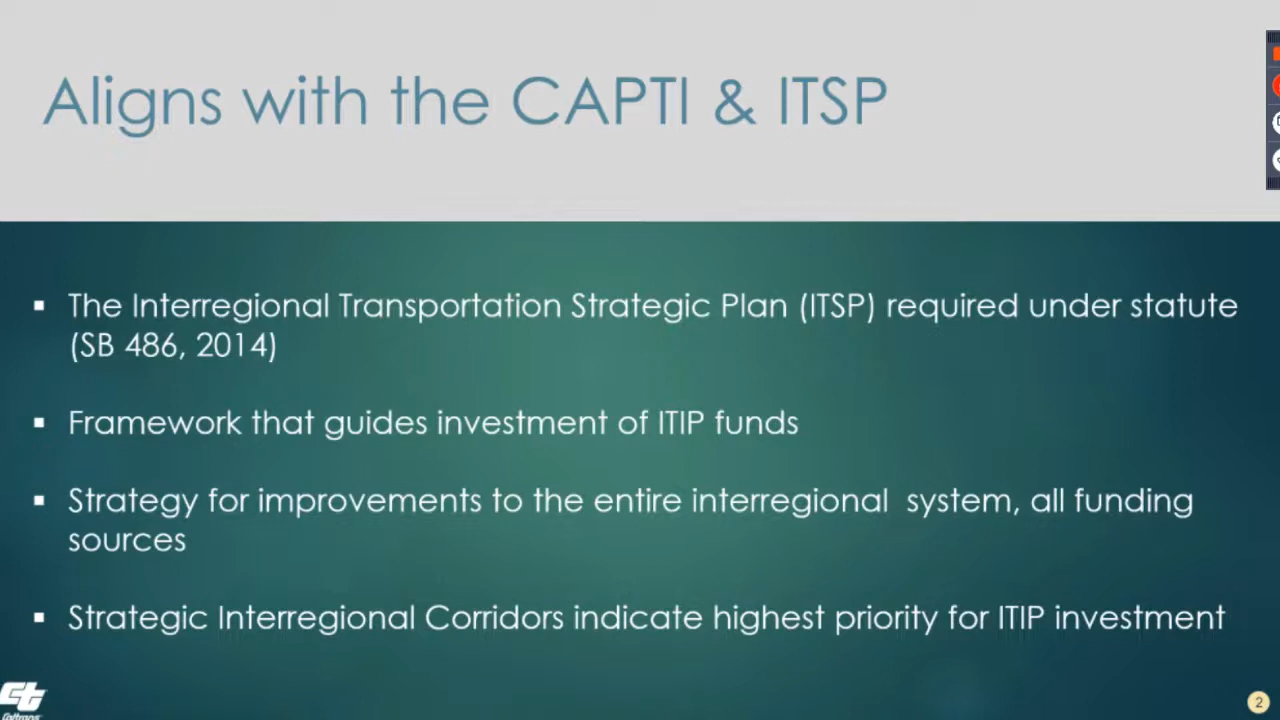 Aligns with the CAPTI & ITSP
▪ The Interregional Transportation Strategic Plan (ITSP) required under statute
(SB 486, 2014)
▪ Framework that guides investment of ITIP funds
▪ Strategy for improvements to the entire interregional system, all funding
sources
▪ Strategic Interregional Corridors indicate highest priority for ITIP investment
ct
Caltrans
2